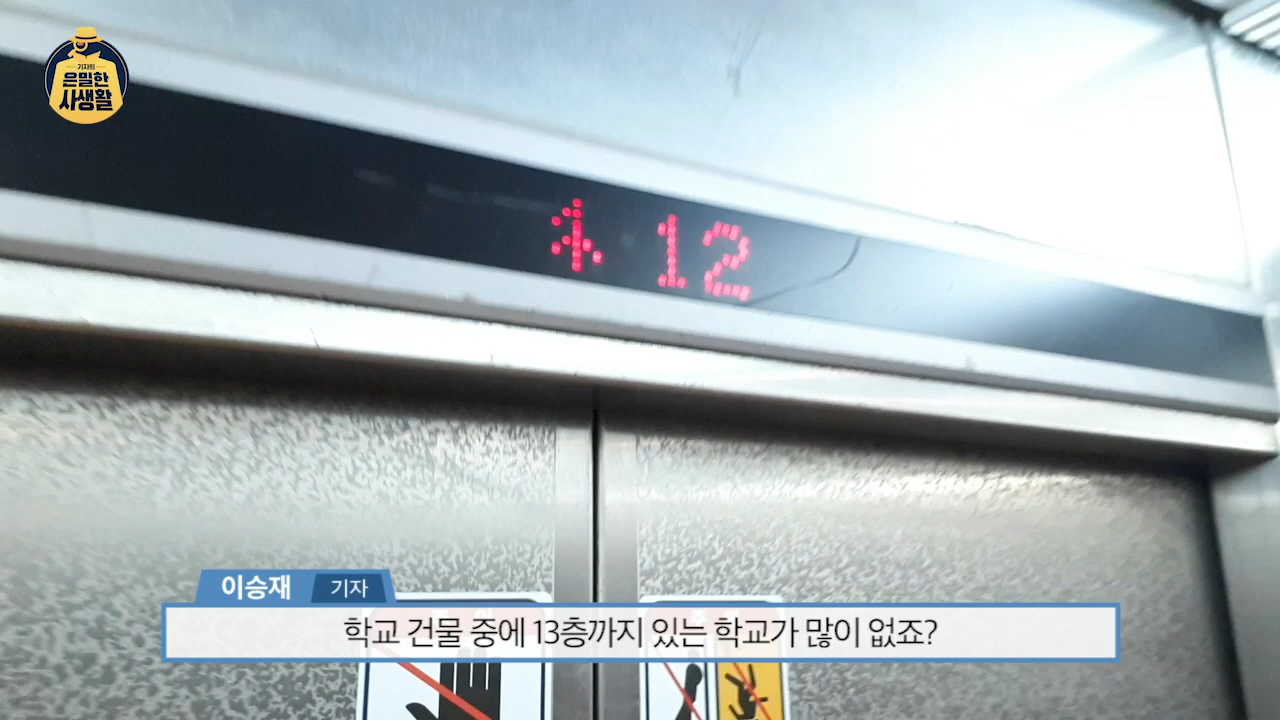 기자의
은밀한
사생활
12
이승재 기자
학교 건물 중에 13층까지 있는 학교가 많이 없죠?